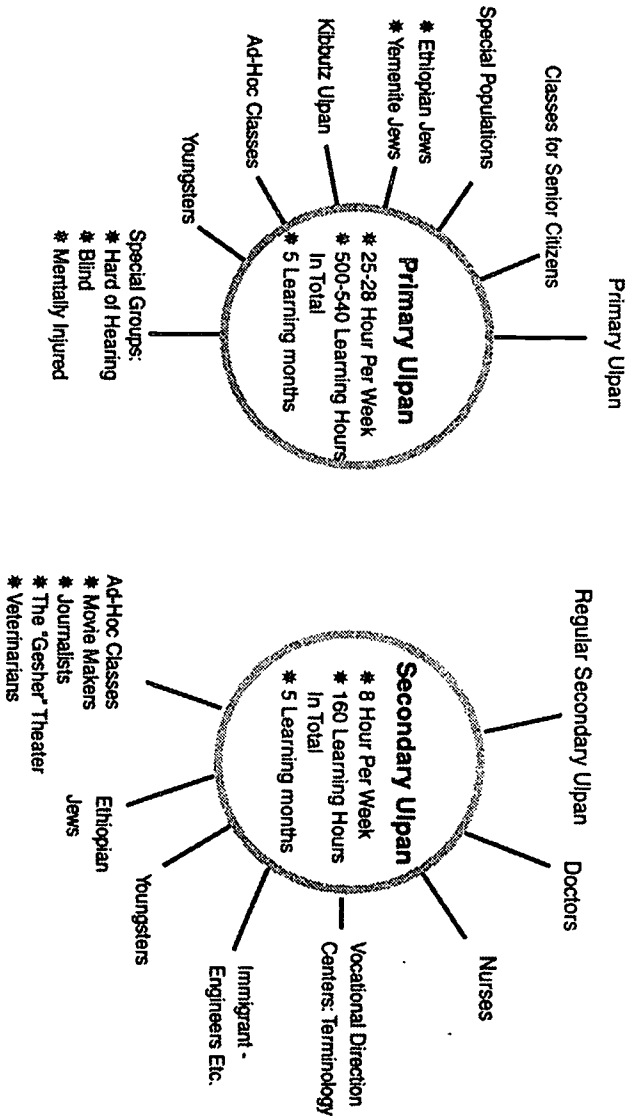 Primary Ulpan
Classes for Senior Citizens
Special Populations
* Ethiopian Jews
* Yemenite Jews
Kibbutz Ulpan
Ad-Hoc Classes
Youngsters
Special Groups:
* Hard of Hearing
* Blind
* Mentally Injured
Primary Ulpan
* 25-28 Hour Per Week
* 500-540 Learning Hours
In Total
* 5 Learning months
Regular Secondary Ulpan
Doctors
Nurses
Vocational Direction
Centers: Terminology
Immigrant -
Engineers Etc.
Youngsters
Ethiopian
Jews
Ad-Hoc Classes
* Movie Makers
* Journalists
* The "Gesher" Theater
* Veterinarians
Secondary Ulpan
* 8 Hour Per Week
* 160 Learning Hours
In Total
* 5 Learning months